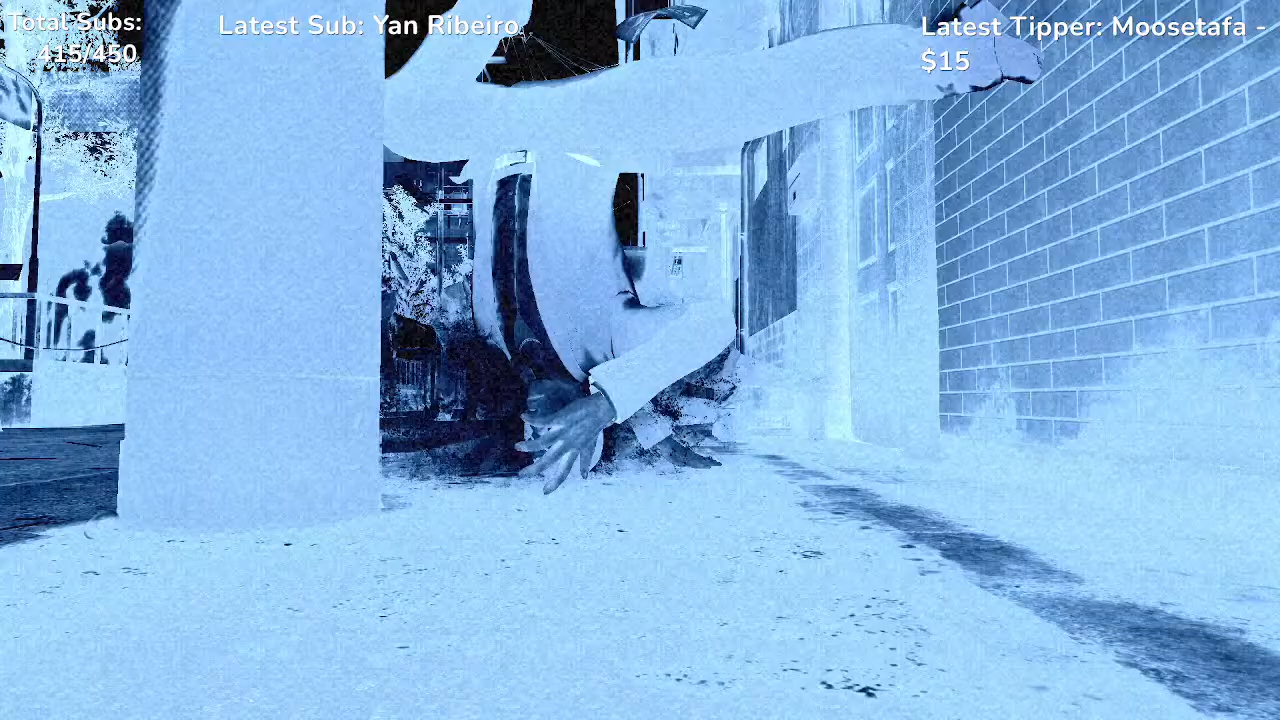 Total Subs:
415/450
Latest Sub: Yan Ribeiro
Latest Tipper: Moosetafa -
$15